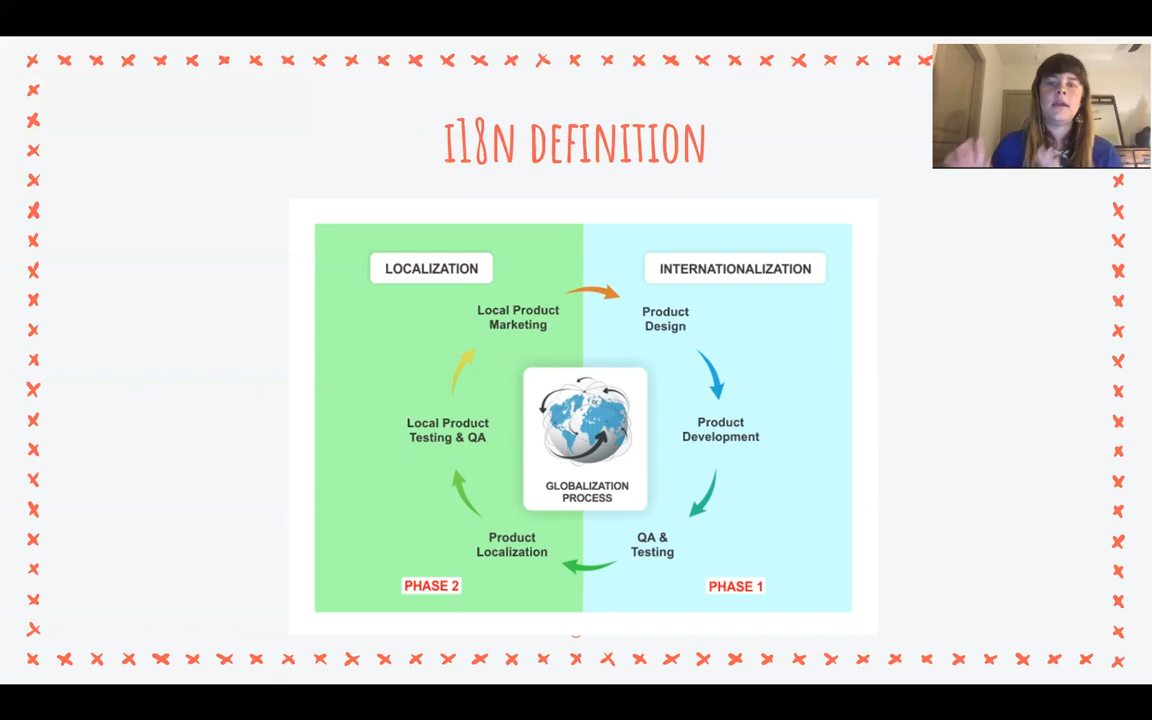 i18n DEFINITION
LOCALIZATION
INTERNATIONALIZATION
Local Product
Marketing
Product
Design
Local Product
Testing & QA
Product
Development
GLOBALIZATION
PROCESS
Product
Localization
QA &
Testing
PHASE 2
PHASE 1